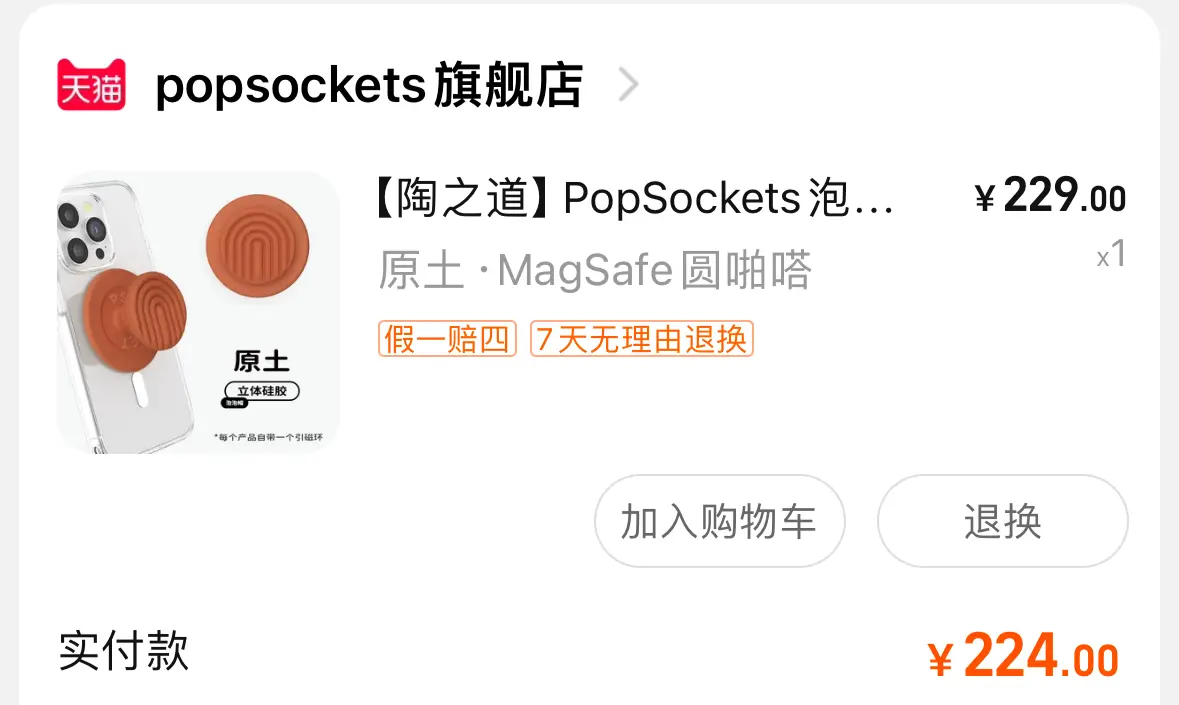 天猫 popsockets旗舰店
【陶之道】PopSockets泡... ¥229.00
原土·MagSafe圆啪嗒 x1
假一赔四 7天无理由退换
原土
立体硅胶
泡泡帽
*每个产品自带一个引磁环
加入购物车 退换
实付款 ¥224.00